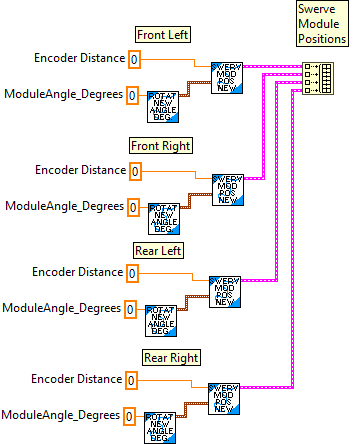 Swerve
Module
Positions
Front Left
Encoder Distance 0
SWERV
MOD
POS
NEW
ModuleAngle_Degrees 0
ROTAT
NEW
ANGLE
DEG
Front Right
Encoder Distance 0
SWERV
MOD
POS
NEW
ModuleAngle_Degrees 0
ROTAT
NEW
ANGLE
DEG
Rear Left
Encoder Distance 0
SWERV
MOD
POS
NEW
ModuleAngle_Degrees 0
ROTAT
NEW
ANGLE
DEG
Rear Right
Encoder Distance 0
SWERV
MOD
POS
NEW
ModuleAngle_Degrees 0
ROTAT
NEW
ANGLE
DEG